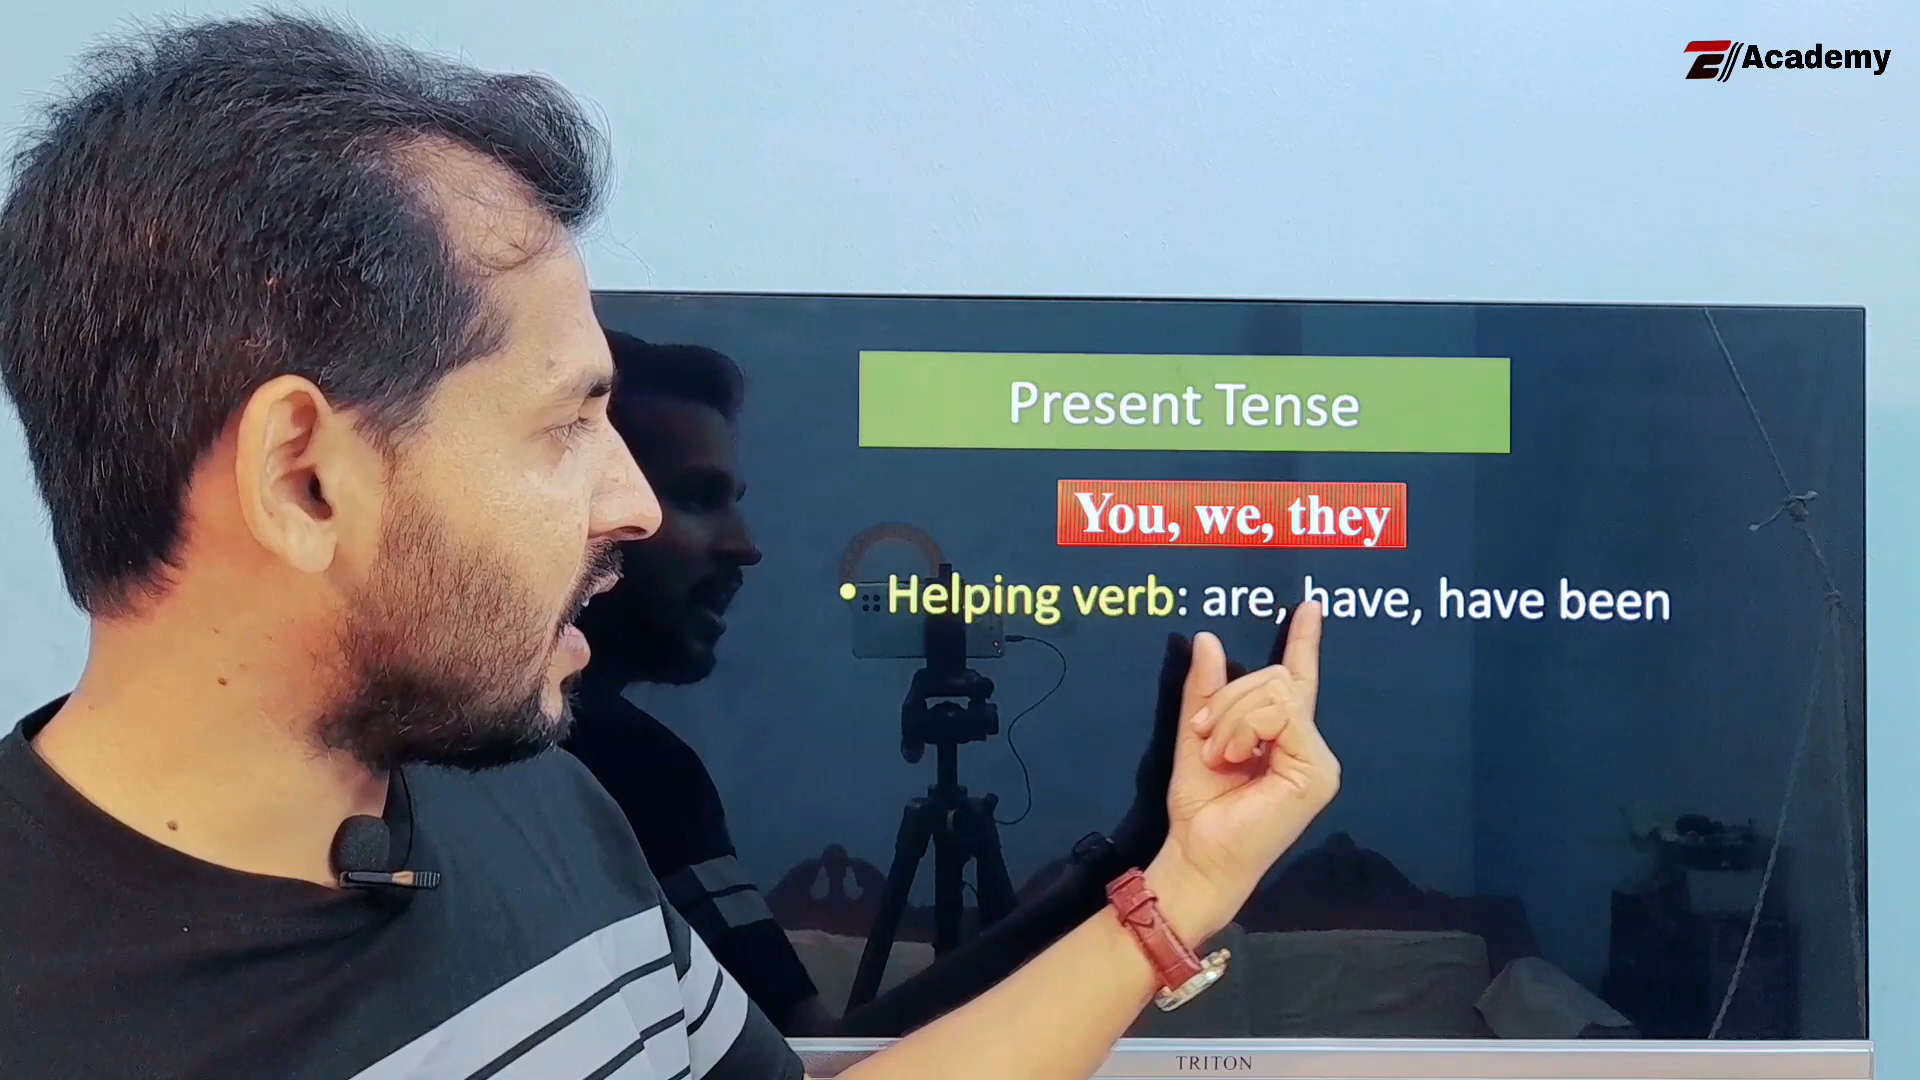 Academy
Present Tense
You, we, they
• Helping verb: are, have, have been
TRITON